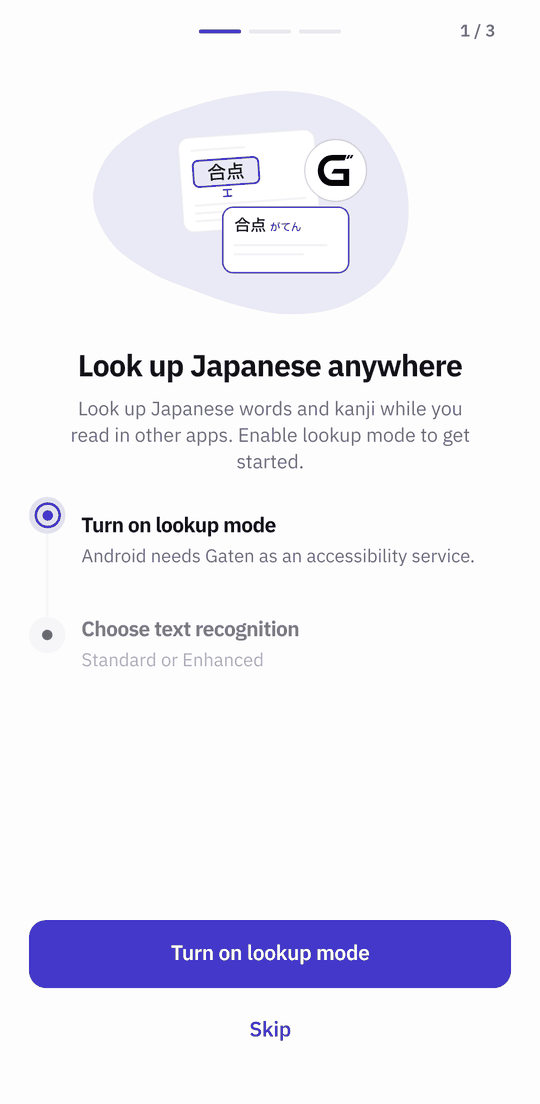 1 / 3
合点
G
合点 がてん
Look up Japanese anywhere
Look up Japanese words and kanji while you
read in other apps. Enable lookup mode to get
started.
Turn on lookup mode
Android needs Gaten as an accessibility service.
Choose text recognition
Standard or Enhanced
Turn on lookup mode
Skip